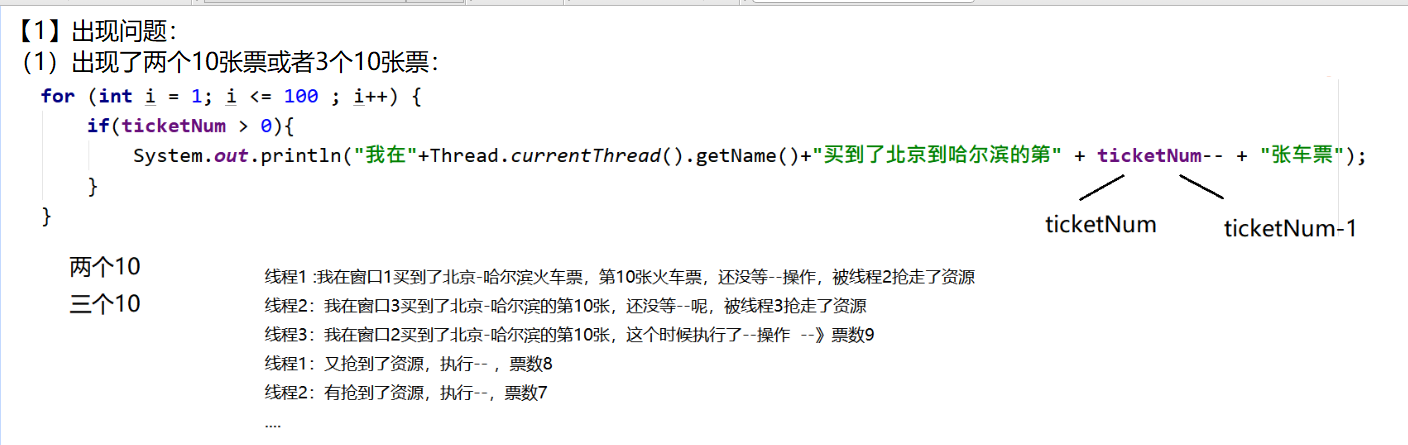 【1】出现问题：
（1）出现了两个10张票或者3个10张票：
for (int i = 1; i <= 100 ; i++) {
if(ticketNum > 0){
System.out.println("我在"+Thread.currentThread().getName()+"买到了北京到哈尔滨的第" + ticketNum-- + "张车票");
}
}
ticketNum
ticketNum-1
两个10
三个10
线程1 :我在窗口1买到了北京-哈尔滨火车票，第10张火车票，还没等--操作，被线程2抢走了资源
线程2：我在窗口3买到了北京-哈尔滨的第10张，还没等--呢，被线程3抢走了资源
线程3：我在窗口2买到了北京-哈尔滨的第10张，这个时候执行了--操作 --》票数9
线程1：又抢到了资源，执行-- ，票数8
线程2：有抢到了资源，执行--，票数7
....